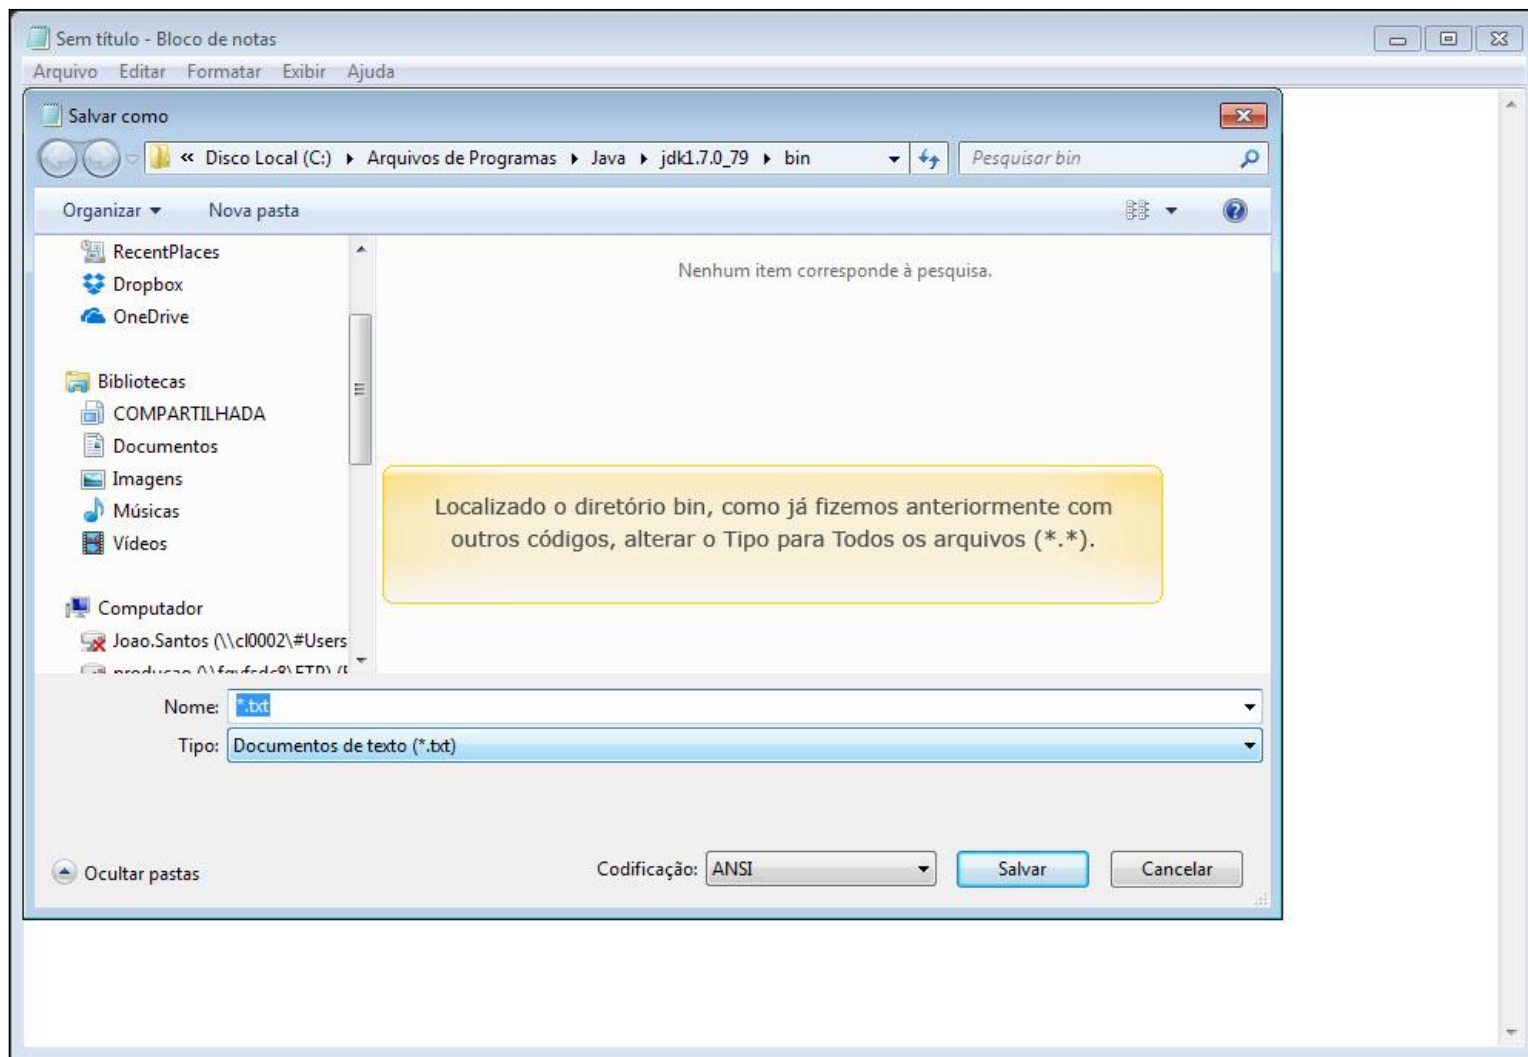 Sem título - Bloco de notas
Arquivo Editar Formatar Exibir Ajuda
Salvar como
« Disco Local (C:) Arquivos de Programas Java jdk1.7.0_79 bin
Pesquisar bin
Organizar Nova pasta
RecentPlaces
Dropbox
OneDrive
Bibliotecas
COMPARTILHADA
Documentos
Imagens
Músicas
Vídeos
Computador
Joao.Santos (\\cl0002\#Users
Nenhum item corresponde à pesquisa.
Localizado o diretório bin, como já fizemos anteriormente com
outros códigos, alterar o Tipo para Todos os arquivos (*.*).
Nome: *.txt
Tipo: Documentos de texto (*.txt)
Ocultar pastas
Codificação: ANSI
Salvar
Cancelar